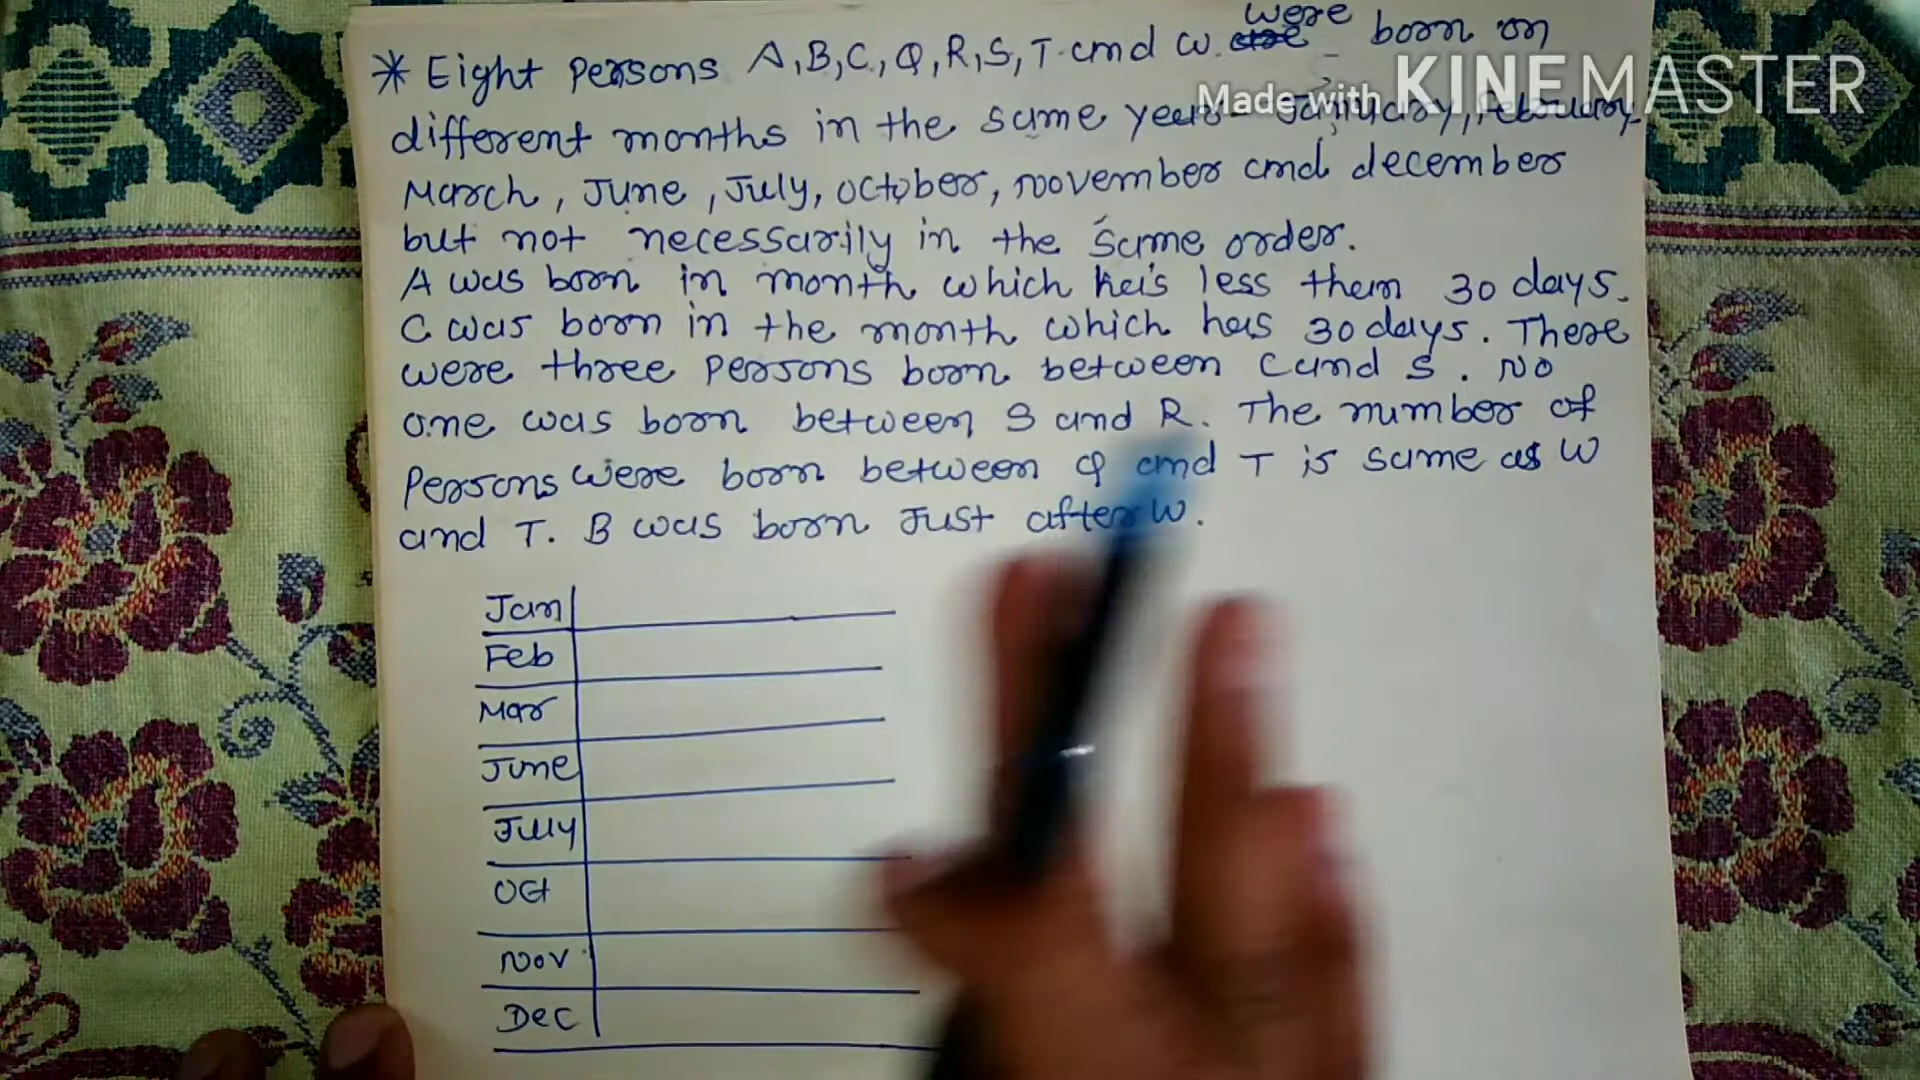 * Eight persons A, B, C, Q, R, S, T and W. were born on
Made with KINEMASTER
different months in the same year - January, February
March, June, July, October, November and december
but not necessarily in the same order.
A was born in month which has less than 30 days.
C was born in the month which has 30 days. There
were three persons born between C and S. No
one was born between S and R. The number of
persons were born between Q and T is same as W
and T. B was born Just after W.
Jan
Feb
Mar
June
July
Oct
Nov
Dec